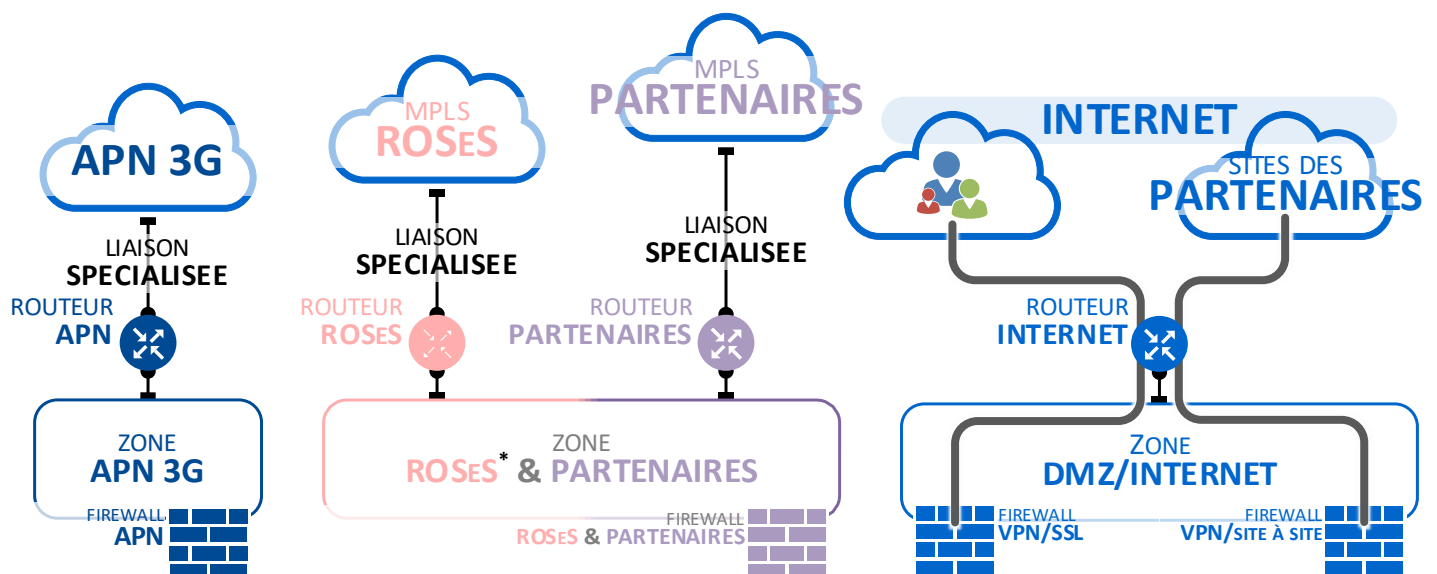 APN 3G
LIAISON
SPECIALISEE
ROUTEUR
APN
ZONE
APN 3G
FIREWALL
APN
MPLS
ROSES
LIAISON
SPECIALISEE
ROUTEUR
ROSES
MPLS
PARTENAIRES
LIAISON
SPECIALISEE
ROUTEUR
PARTENAIRES
ZONE
ROSES* & PARTENAIRES
FIREWALL
ROSES & PARTENAIRES
INTERNET
SITES DES
PARTENAIRES
ROUTEUR
INTERNET
ZONE
DMZ/INTERNET
FIREWALL
VPN/SSL
FIREWALL
VPN/SITE À SITE